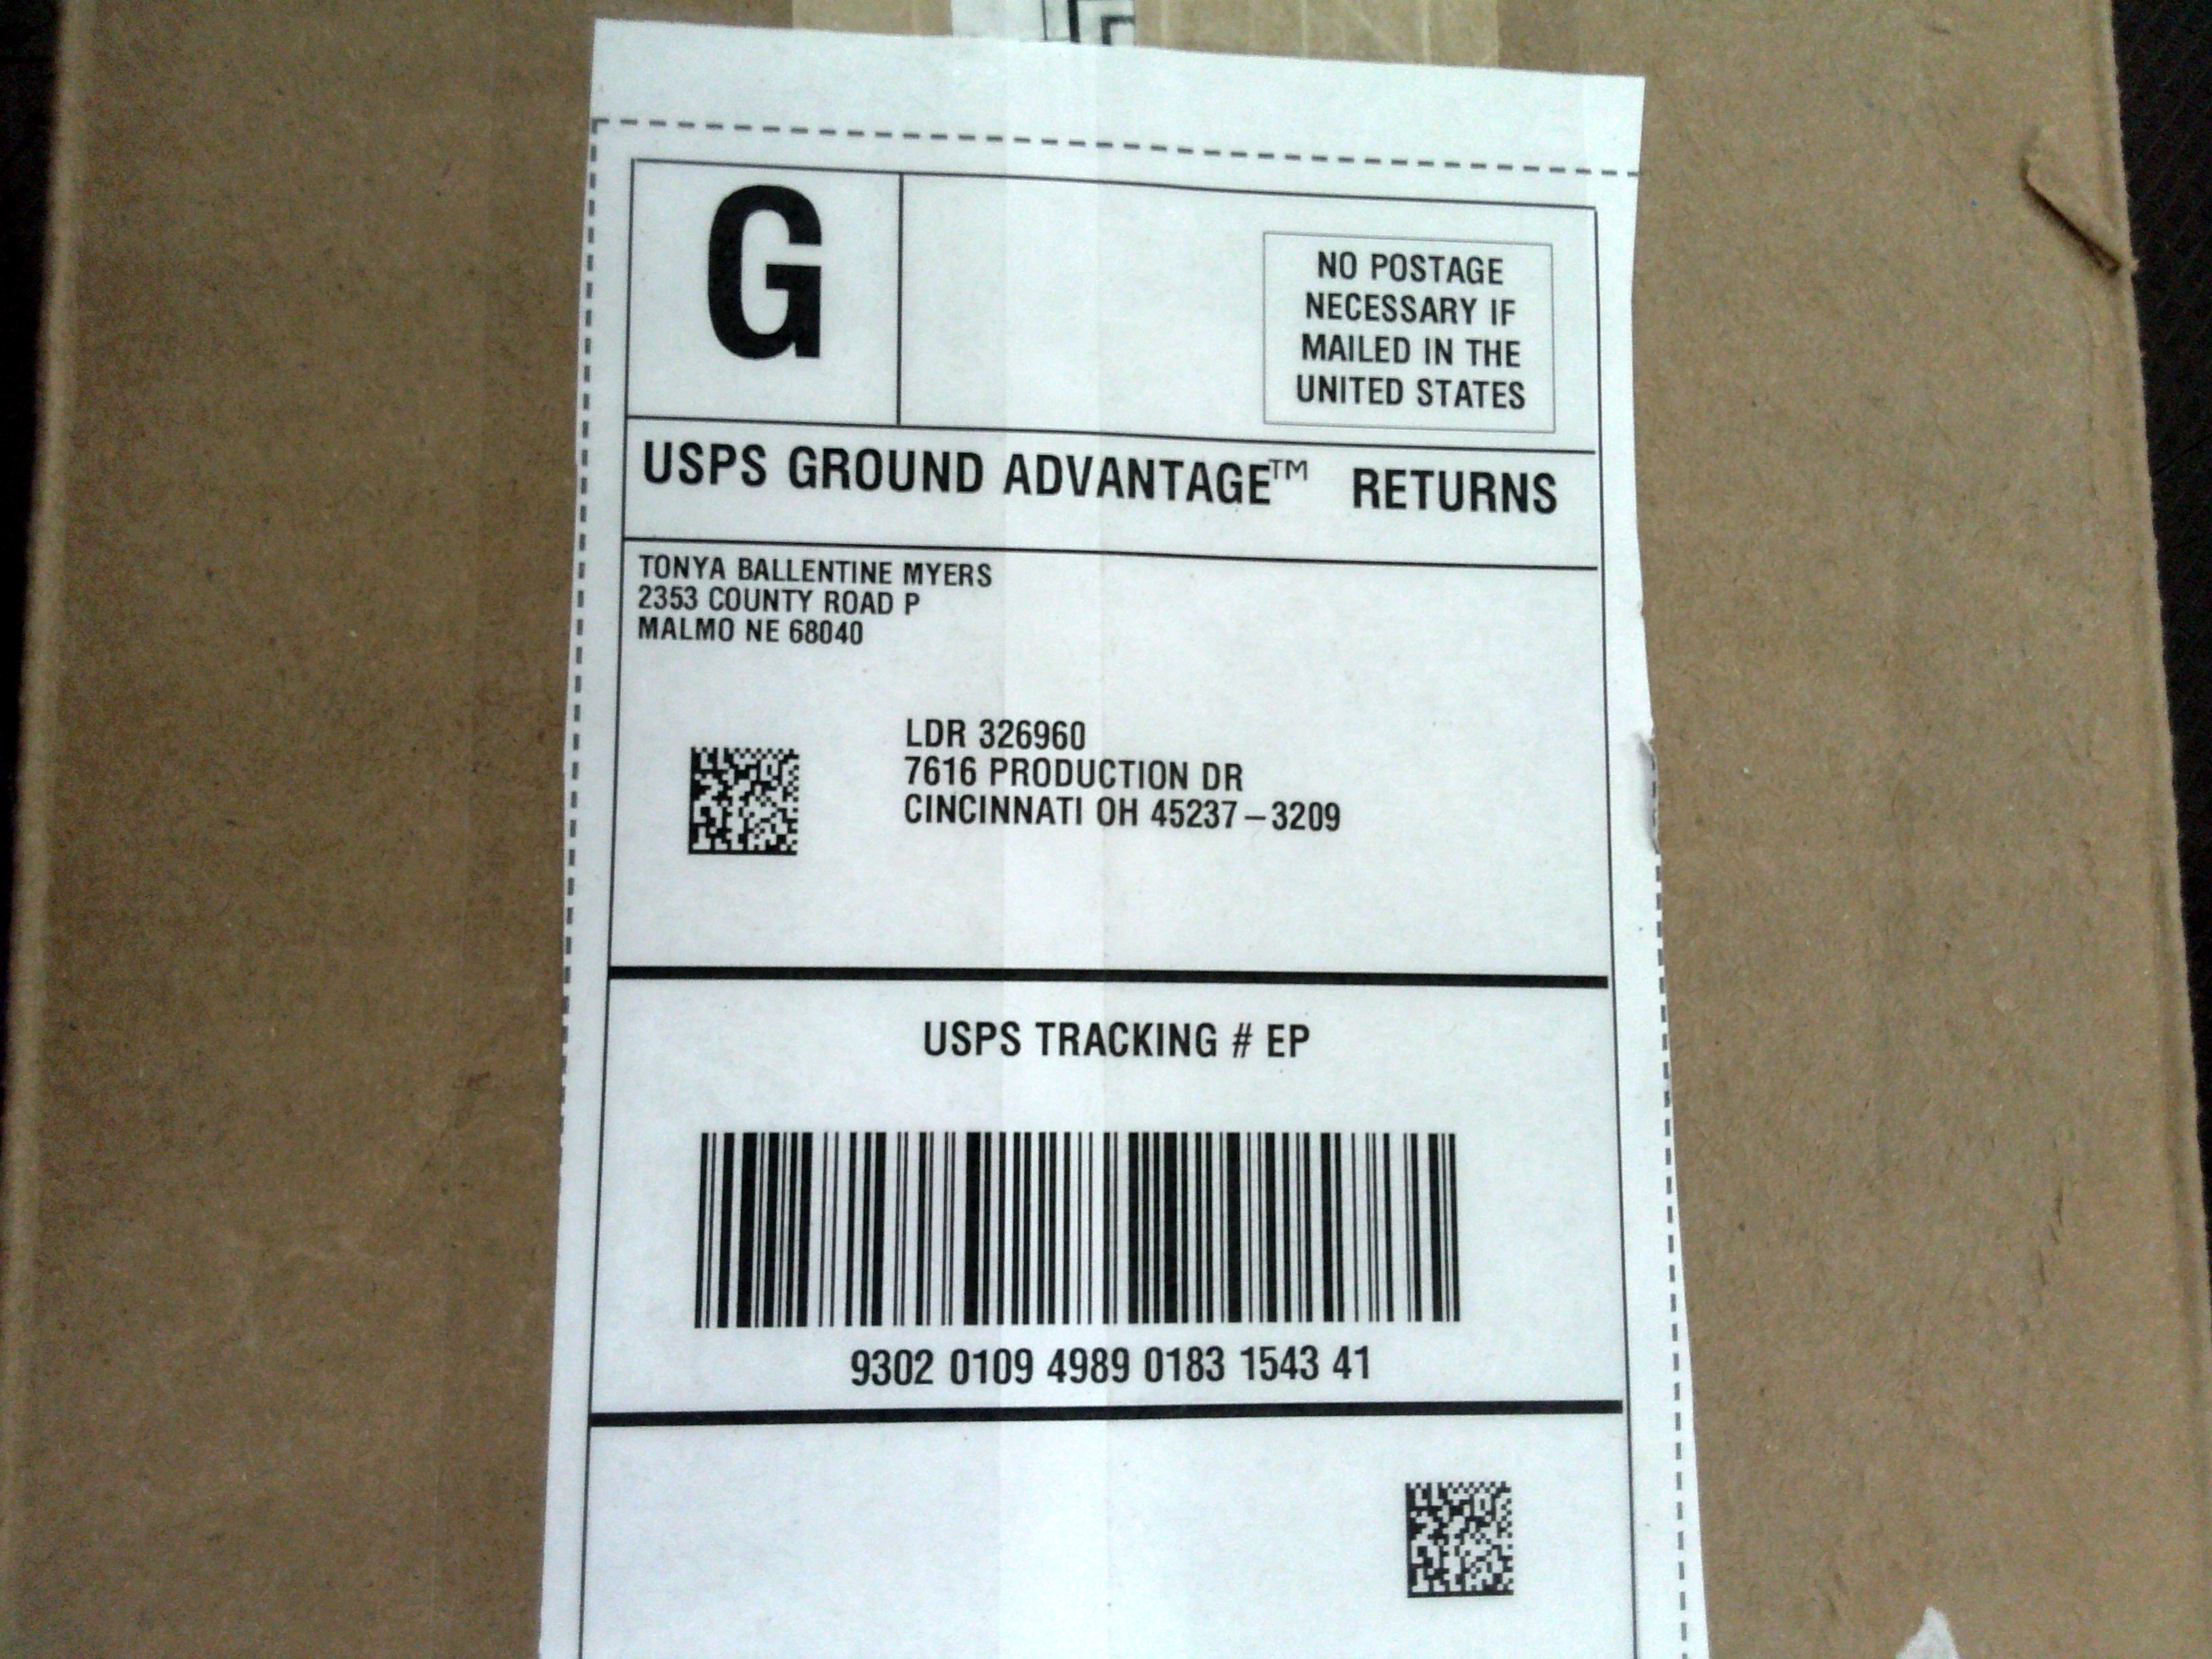 G
NO POSTAGE
NECESSARY IF
MAILED IN THE
UNITED STATES
USPS GROUND ADVANTAGE™ RETURNS
TONYA BALLENTINE MYERS
2353 COUNTY ROAD P
MALMO NE 68040
LDR 326960
7616 PRODUCTION DR
CINCINNATI OH 45237-3209
USPS TRACKING # EP
9302 0109 4989 0183 1543 41